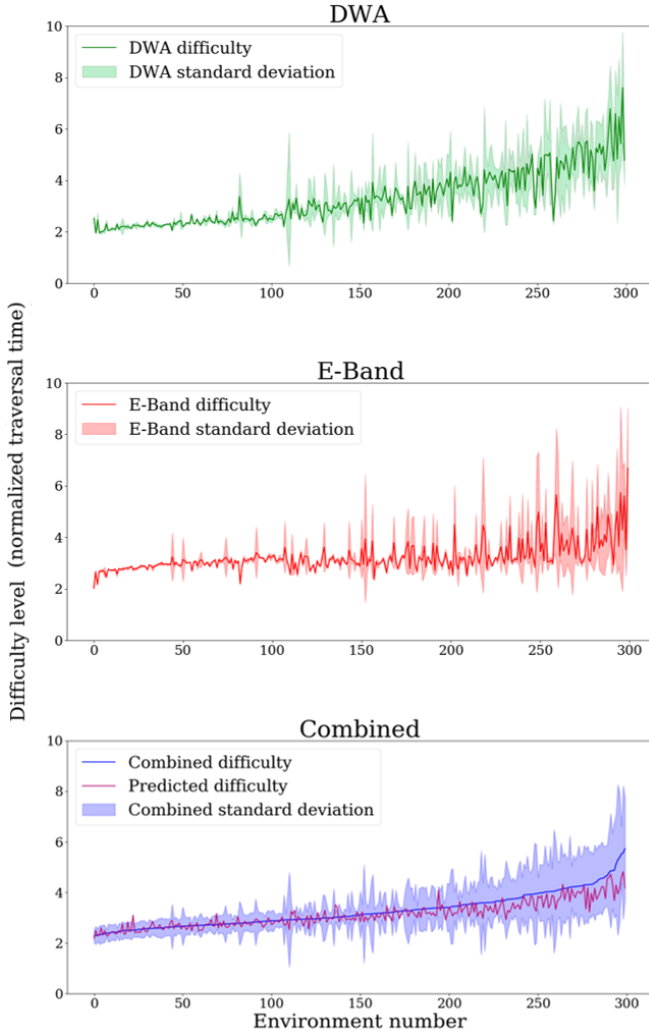 DWA
10
8
6
4
2
0
DWA difficulty
DWA standard deviation
0 50 100 150 200 250 300
E-Band
10
8
6
4
2
0
E-Band difficulty
E-Band standard deviation
0 50 100 150 200 250 300
Combined
10
8
6
4
2
0
Combined difficulty
Predicted difficulty
Combined standard deviation
0 50 100 150 200 250 300
Environment number
Difficulty level (normalized traversal time)